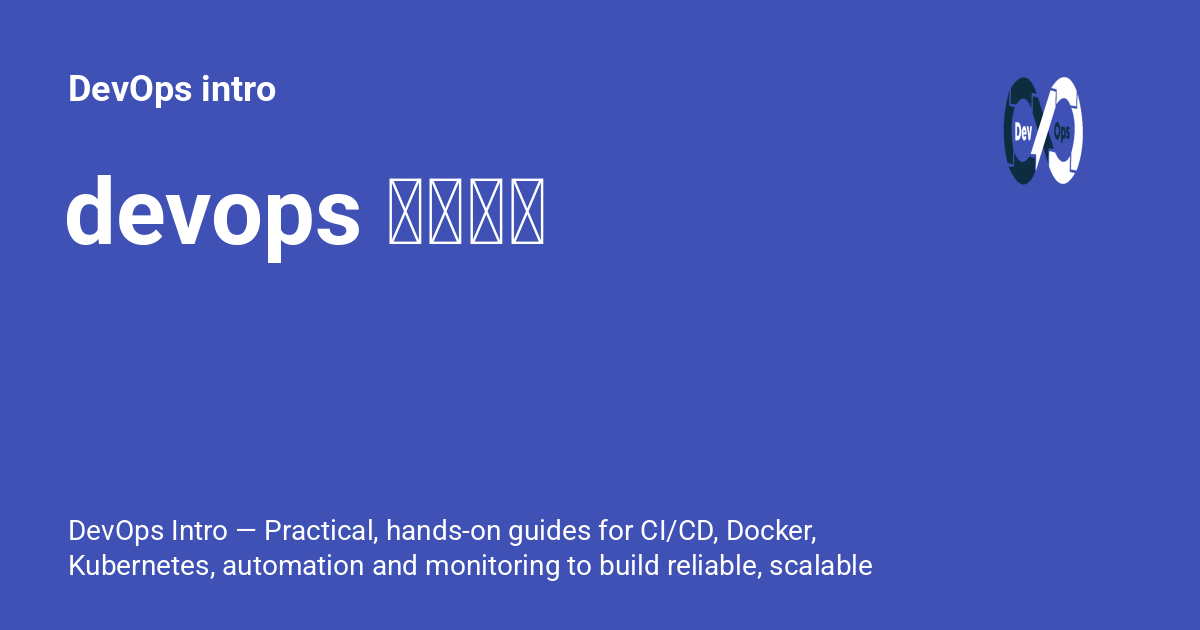 DevOps intro
Dev Ops
devops
DevOps Intro — Practical, hands-on guides for CI/CD, Docker,
Kubernetes, automation and monitoring to build reliable, scalable